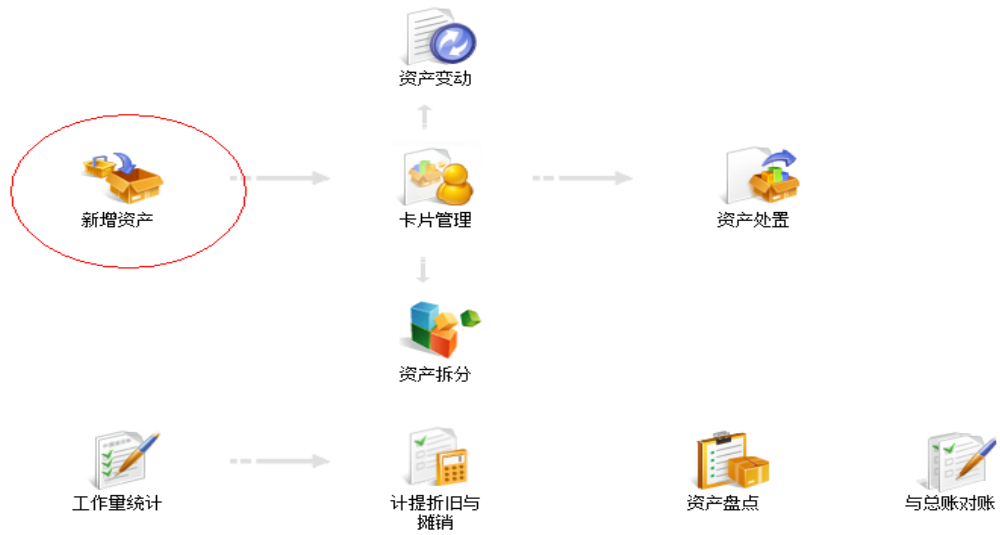 资产变动
新增资产
卡片管理
资产处置
资产拆分
工作量统计
计提折旧与
摊销
资产盘点
与总账对账